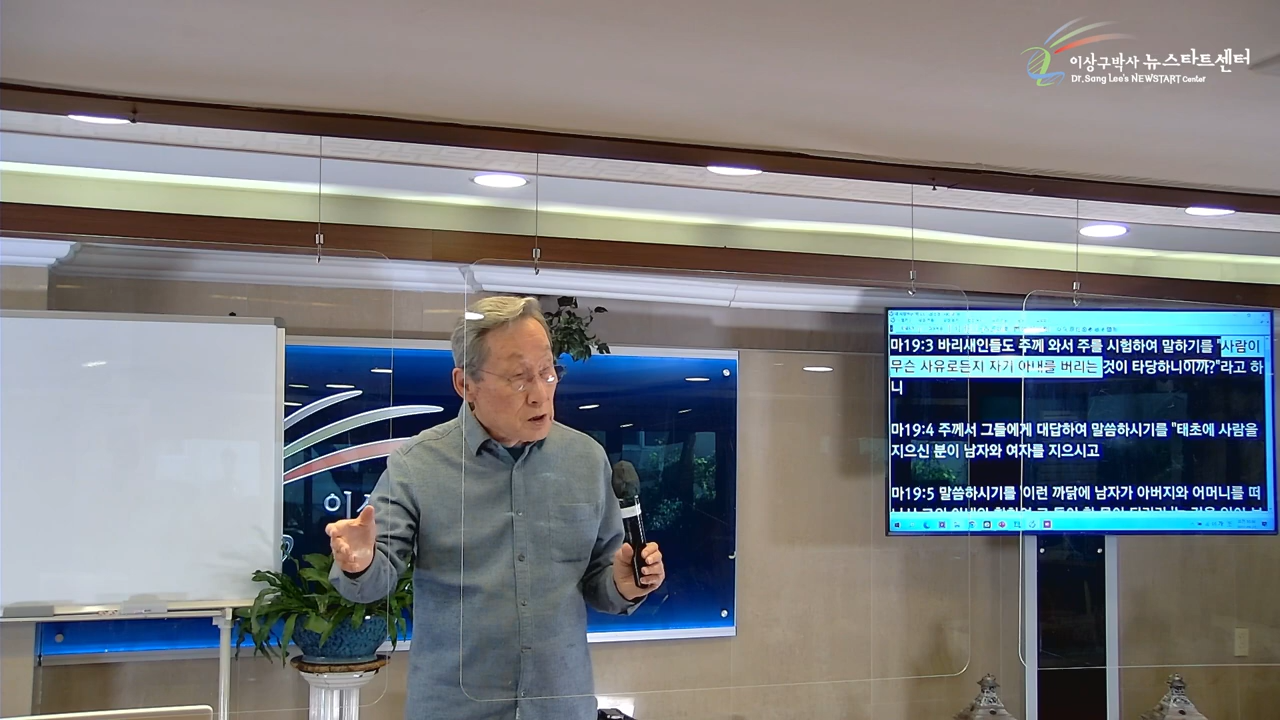 이상구박사 뉴스타트센터
Dr. Sang Lee's NEWSTART Center
마19:3 바리새인들도 주께 와서 주를 시험하여 말하기를 "사람이
무슨 사유로든지 자기 아내를 버리는 것이 타당하니이까?"라고 하
니
마19:4 주께서 그들에게 대답하여 말씀하시기를 "태초에 사람을
지으신 분이 남자와 여자를 지으시고
마19:5 말씀하시기를 '이런 까닭에 남자가 아버지와 어머니를 떠
이